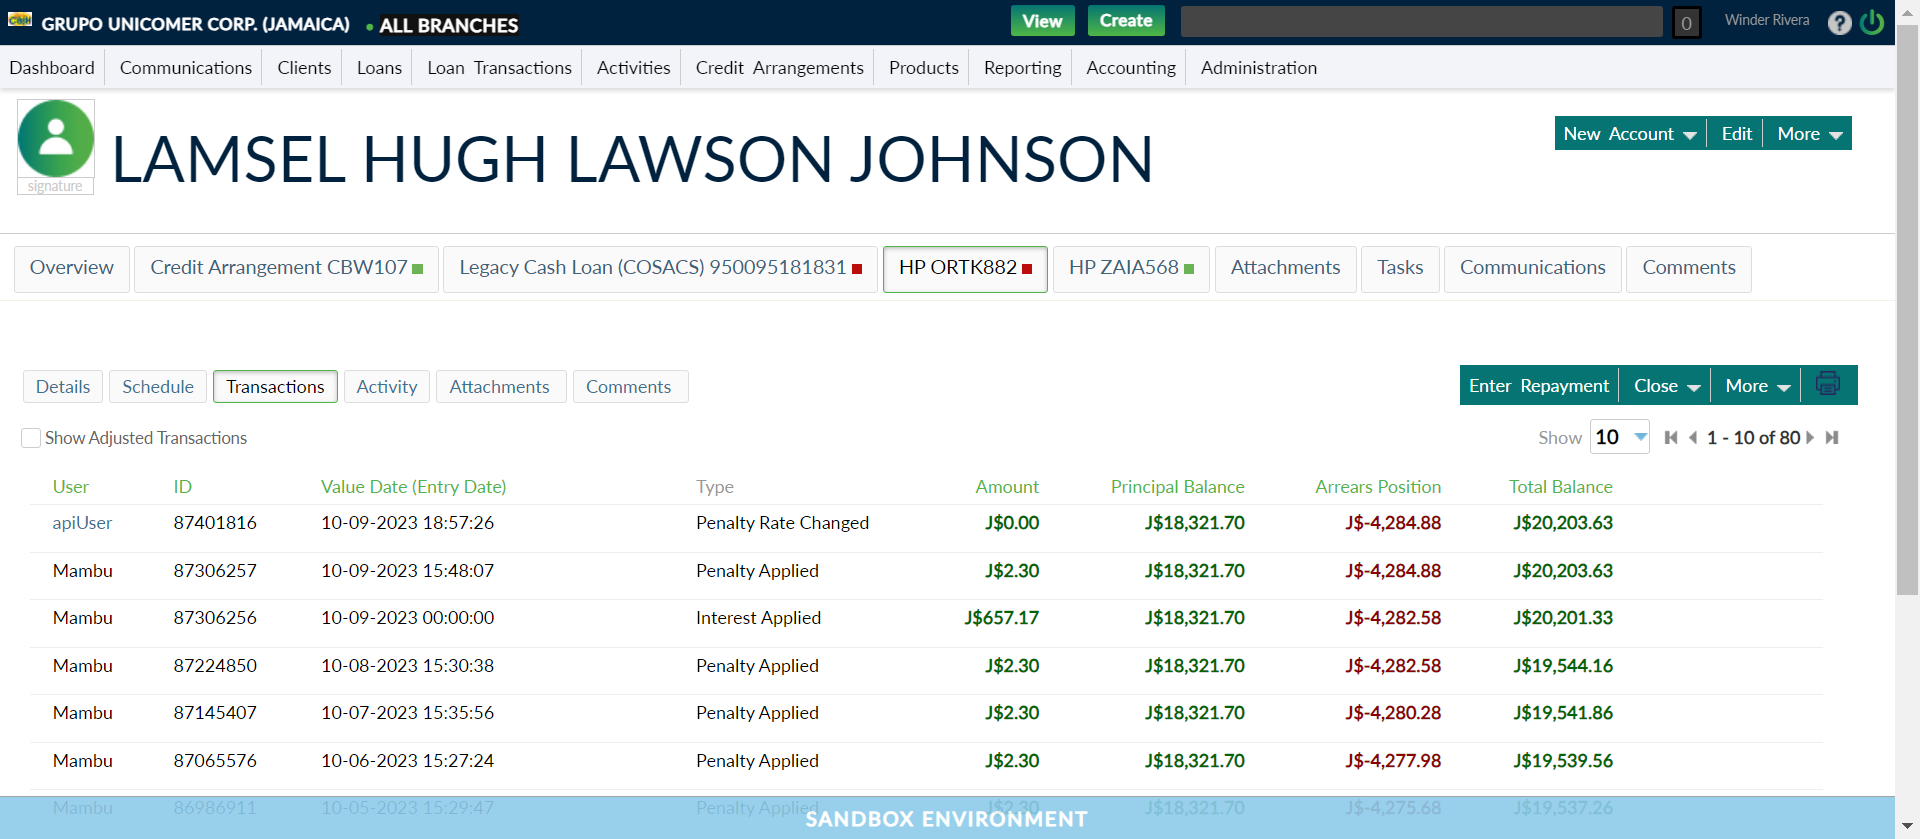 Cash GRUPO UNICOMER CORP. (JAMAICA) • ALL BRANCHES View Create 0 Winder Rivera ?
Dashboard Communications Clients Loans Loan Transactions Activities Credit Arrangements Products Reporting Accounting Administration
LAMSEL HUGH LAWSON JOHNSON
signature
New Account Edit More
Overview Credit Arrangement CBW107 Legacy Cash Loan (COSACS) 950095181831 HP ORTK882 HP ZAIA568 Attachments Tasks Communications Comments
Details Schedule Transactions Activity Attachments Comments Enter Repayment Close More
Show Adjusted Transactions Show 10 1 - 10 of 80
User ID Value Date (Entry Date) Type Amount Principal Balance Arrears Position Total Balance
apiUser 87401816 10-09-2023 18:57:26 Penalty Rate Changed J$0.00 J$18,321.70 J$-4,284.88 J$20,203.63
Mambu 87306257 10-09-2023 15:48:07 Penalty Applied J$2.30 J$18,321.70 J$-4,284.88 J$20,203.63
Mambu 87306256 10-09-2023 00:00:00 Interest Applied J$657.17 J$18,321.70 J$-4,282.58 J$20,201.33
Mambu 87224850 10-08-2023 15:30:38 Penalty Applied J$2.30 J$18,321.70 J$-4,282.58 J$19,544.16
Mambu 87145407 10-07-2023 15:35:56 Penalty Applied J$2.30 J$18,321.70 J$-4,280.28 J$19,541.86
Mambu 87065576 10-06-2023 15:27:24 Penalty Applied J$2.30 J$18,321.70 J$-4,277.98 J$19,539.56
Mambu 86986911 10-05-2023 15:29:47 Penalty Applied J$2.30 J$18,321.70 J$-4,275.68 J$19,537.26
SANDBOX ENVIRONMENT